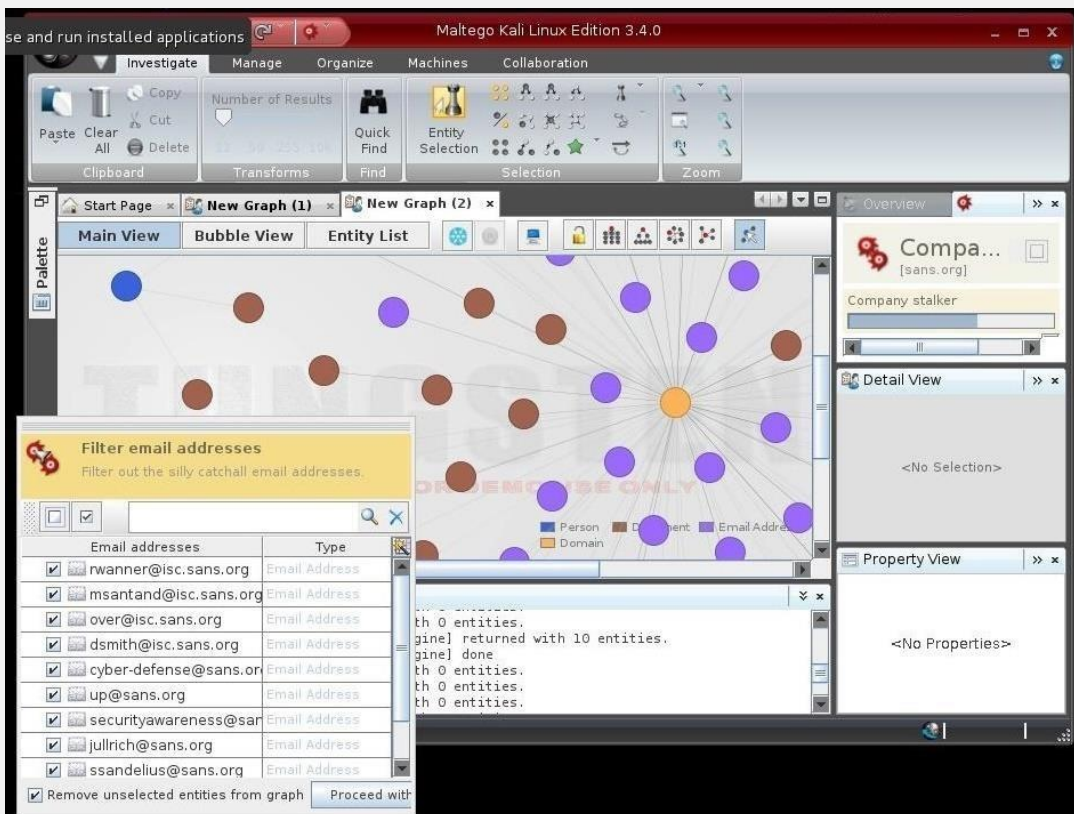 se and run installed applications
Maltego Kali Linux Edition 3.4.0
Investigate Manage Organize Machines Collaboration
Paste
Clear All
Copy
Cut
Delete
Clipboard
Number of Results
12 50 255 10k
Transforms
Quick Find
Find
Entity Selection
Selection
Zoom
Palette
Start Page
New Graph (1)
New Graph (2)
Main View
Bubble View
Entity List
TUNGSTEN
Person
Email Addre
Domain
Overview
Compa...
[sans.org]
Company stalker
Detail View
<No Selection>
Property View
<No Properties>
Filter email addresses
Filter out the silly catchall email addresses.
Email addresses Type
rwanner@isc.sans.org Email Address
msantand@isc.sans.org Email Address
over@isc.sans.org Email Address
dsmith@isc.sans.org Email Address
cyber-defense@sans.or Email Address
up@sans.org Email Address
securityawareness@sar Email Address
jullrich@sans.org Email Address
ssandelius@sans.org Email Address
Remove unselected entities from graph
Proceed with
th 0 entities.
gine] returned with 10 entities.
gine] done
th 0 entities.
th 0 entities.
th 0 entities.